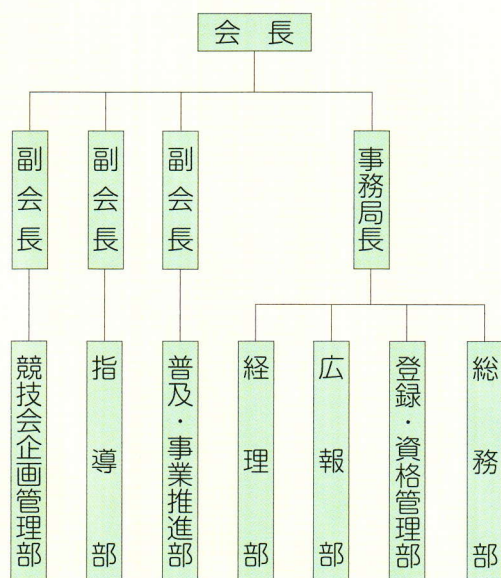 会長
副会長
副会長
副会長
事務局長
競技会企画管理部
指導部
普及・事業推進部
経理部
広報部
登録・資格管理部
総務部